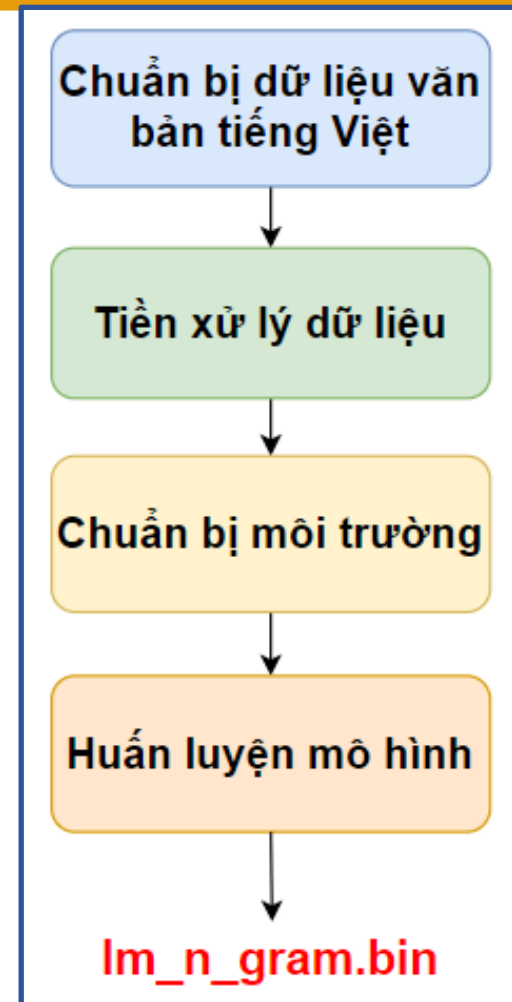 Chuẩn bị dữ liệu văn
bản tiếng Việt
Tiền xử lý dữ liệu
Chuẩn bị môi trường
Huấn luyện mô hình
lm_n_gram.bin